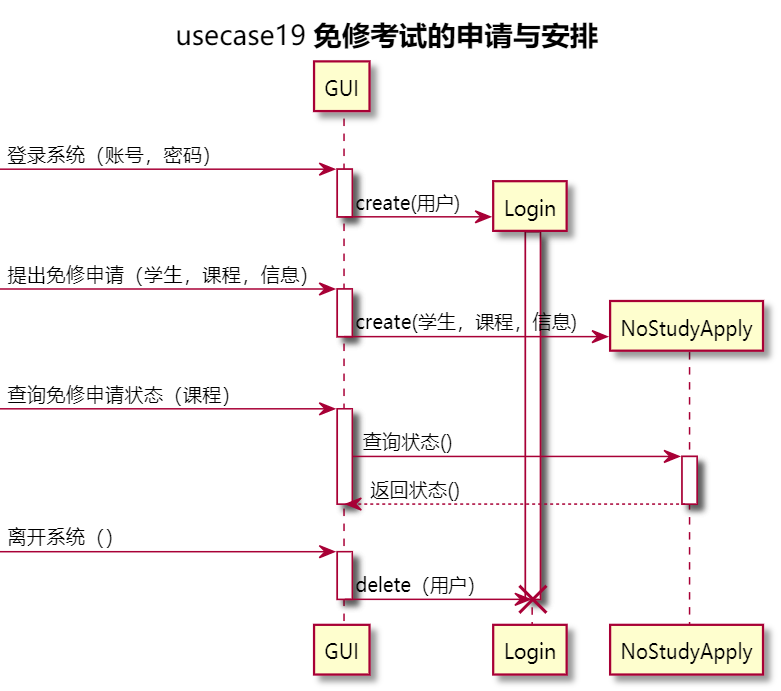 usecase19 免修考试的申请与安排
GUI
登录系统（账号，密码）
create(用户)
Login
提出免修申请（学生，课程，信息）
create(学生，课程，信息)
NoStudyApply
查询免修申请状态（课程）
查询状态()
返回状态()
离开系统（）
delete（用户）
GUI
Login
NoStudyApply